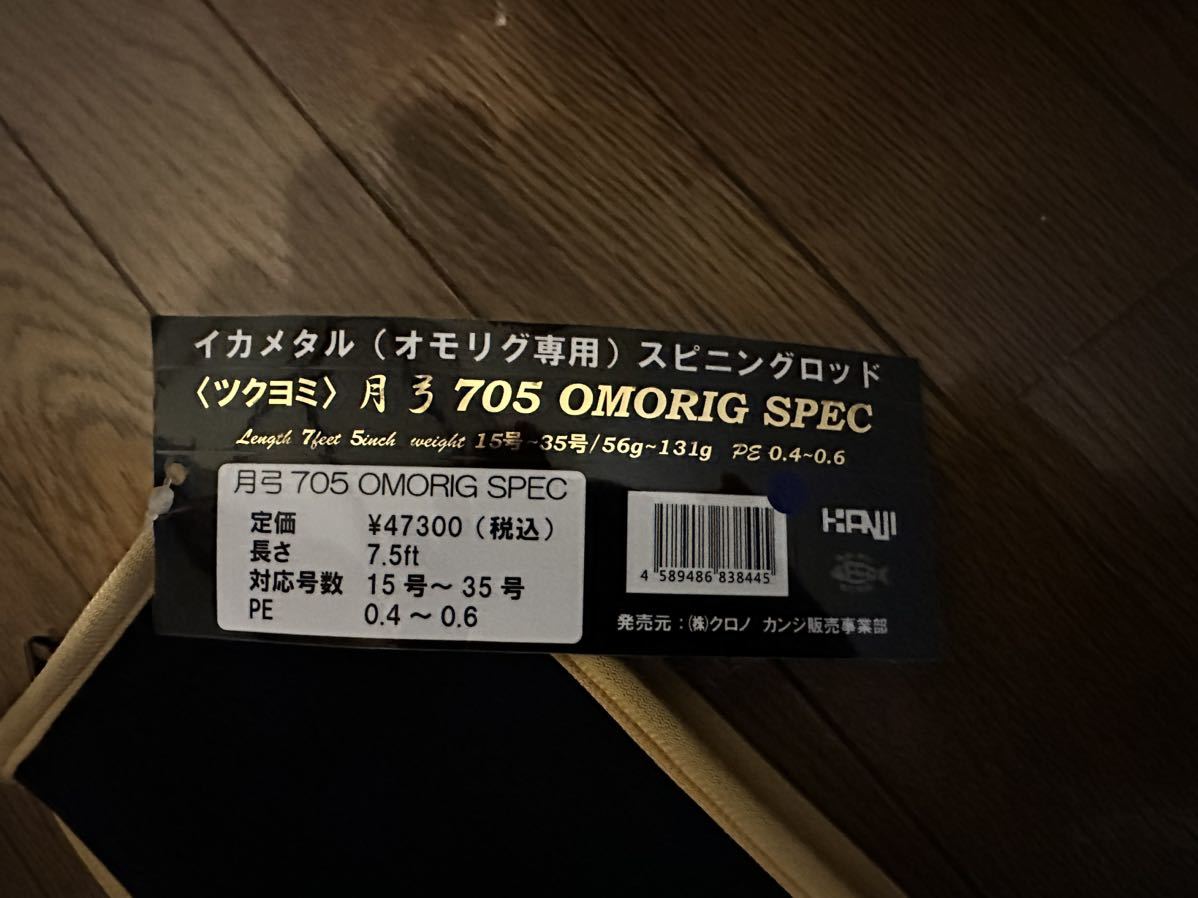 イカメタル（オモリグ専用）スピニングロッド
〈ツクヨミ〉月弓 705 OMORIG SPEC
Length 7feet 5inch weight 15号~35号/56g~131g PE 0.4~0.6
月弓 705 OMORIG SPEC
定価 ¥47300（税込）
長さ 7.5ft
対応号数 15号～35号
PE 0.4～0.6
4 589486 838445
KANJI
発売元：㈱クロノ カンジ販売事業部